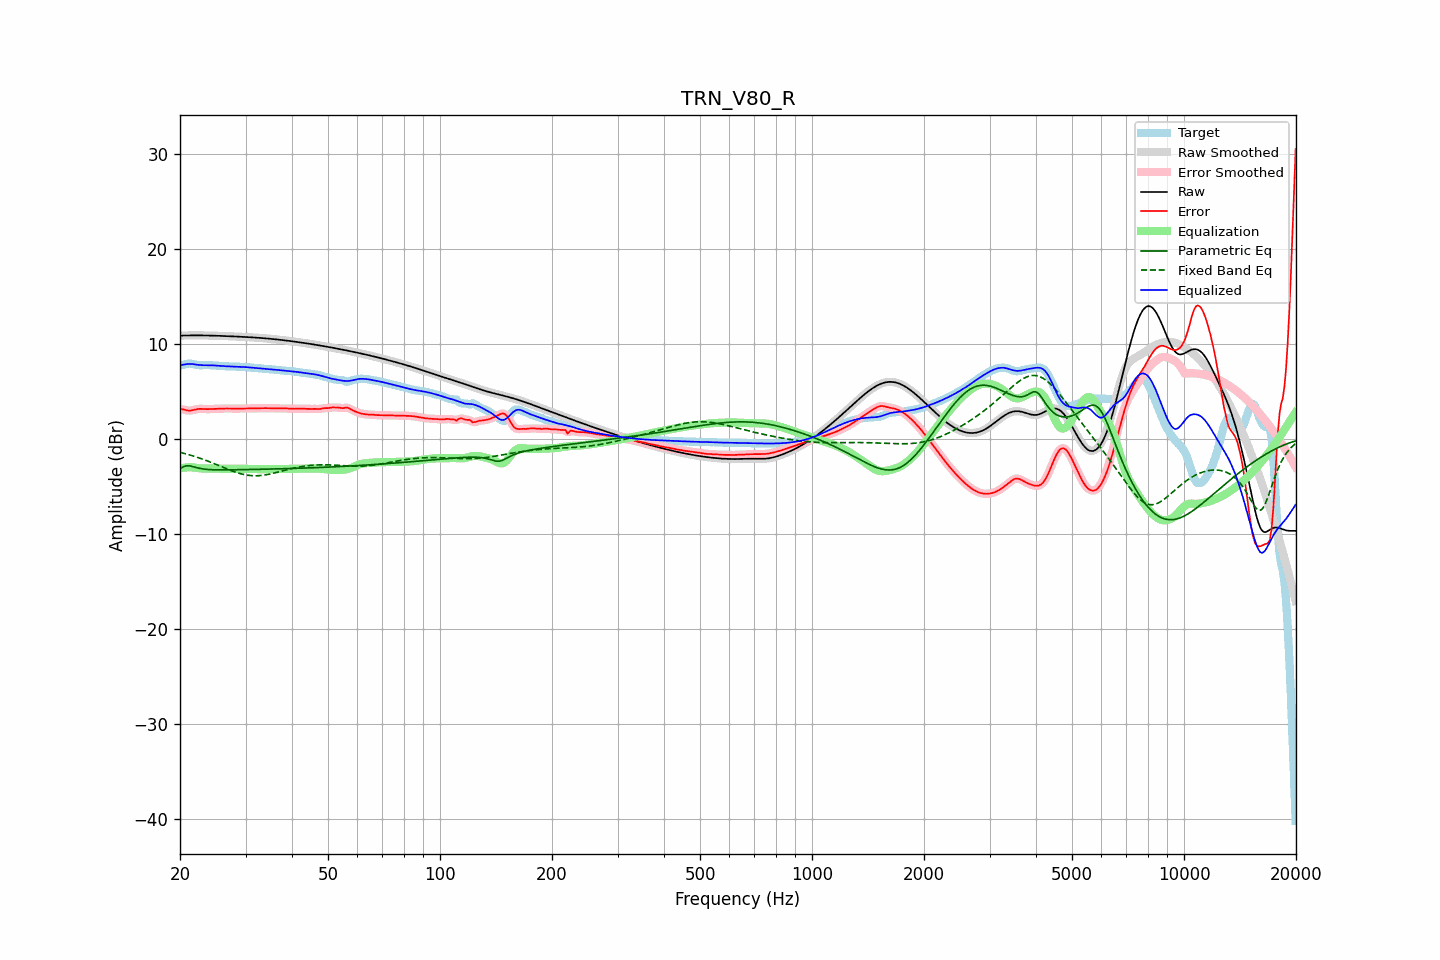 TRN_V80_R
Target
Raw Smoothed
Error Smoothed
Raw
Error
Equalization
Parametric Eq
Fixed Band Eq
Equalized
30
20
10
0
−10
−20
−30
−40
Amplitude (dBr)
20 50 100 200 500 1000 2000 5000 10000 20000
Frequency (Hz)